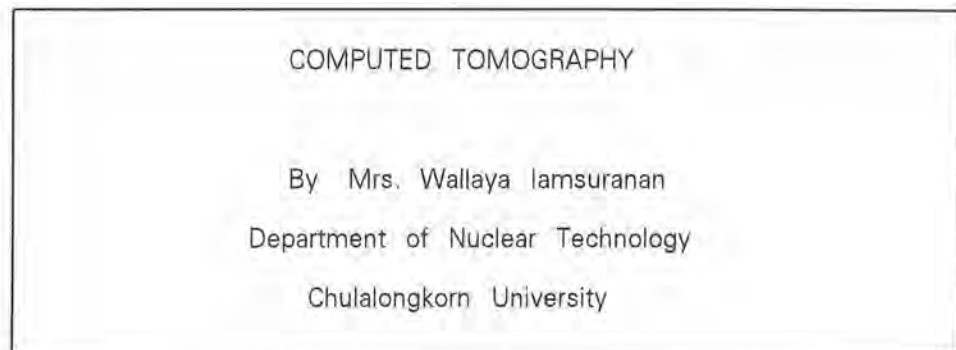 COMPUTED TOMOGRAPHY
By Mrs. Wallaya Iamsuranan
Department of Nuclear Technology
Chulalongkorn University